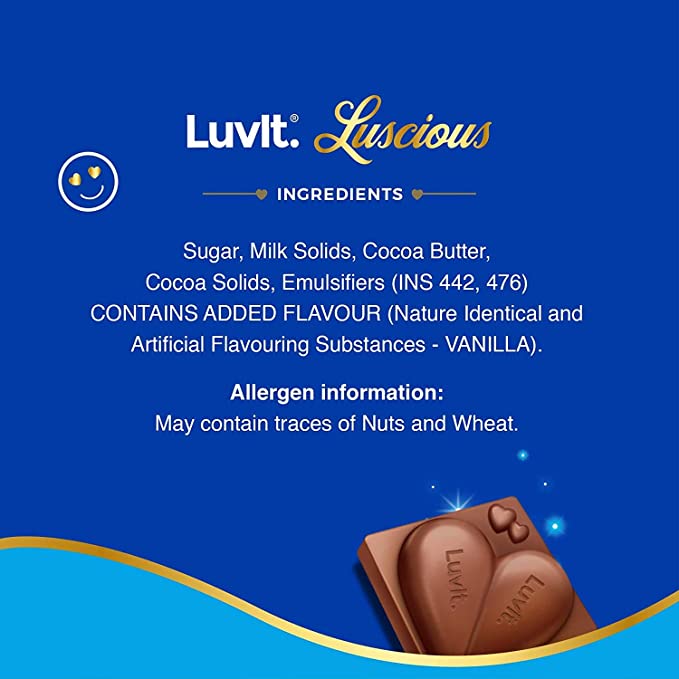 LuvIt.® Luscious
INGREDIENTS
Sugar, Milk Solids, Cocoa Butter,
Cocoa Solids, Emulsifiers (INS 442, 476)
CONTAINS ADDED FLAVOUR (Nature Identical and
Artificial Flavouring Substances - VANILLA).
Allergen information:
May contain traces of Nuts and Wheat.
LuvIt.
LuvIt.